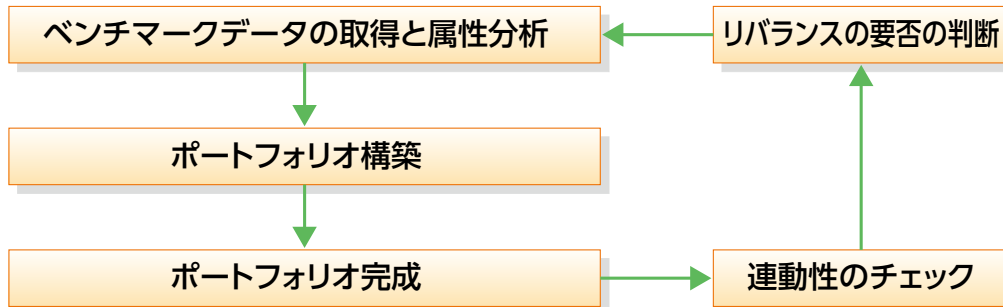 ベンチマークデータの取得と属性分析
リバランスの要否の判断
ポートフォリオ構築
ポートフォリオ完成
連動性のチェック